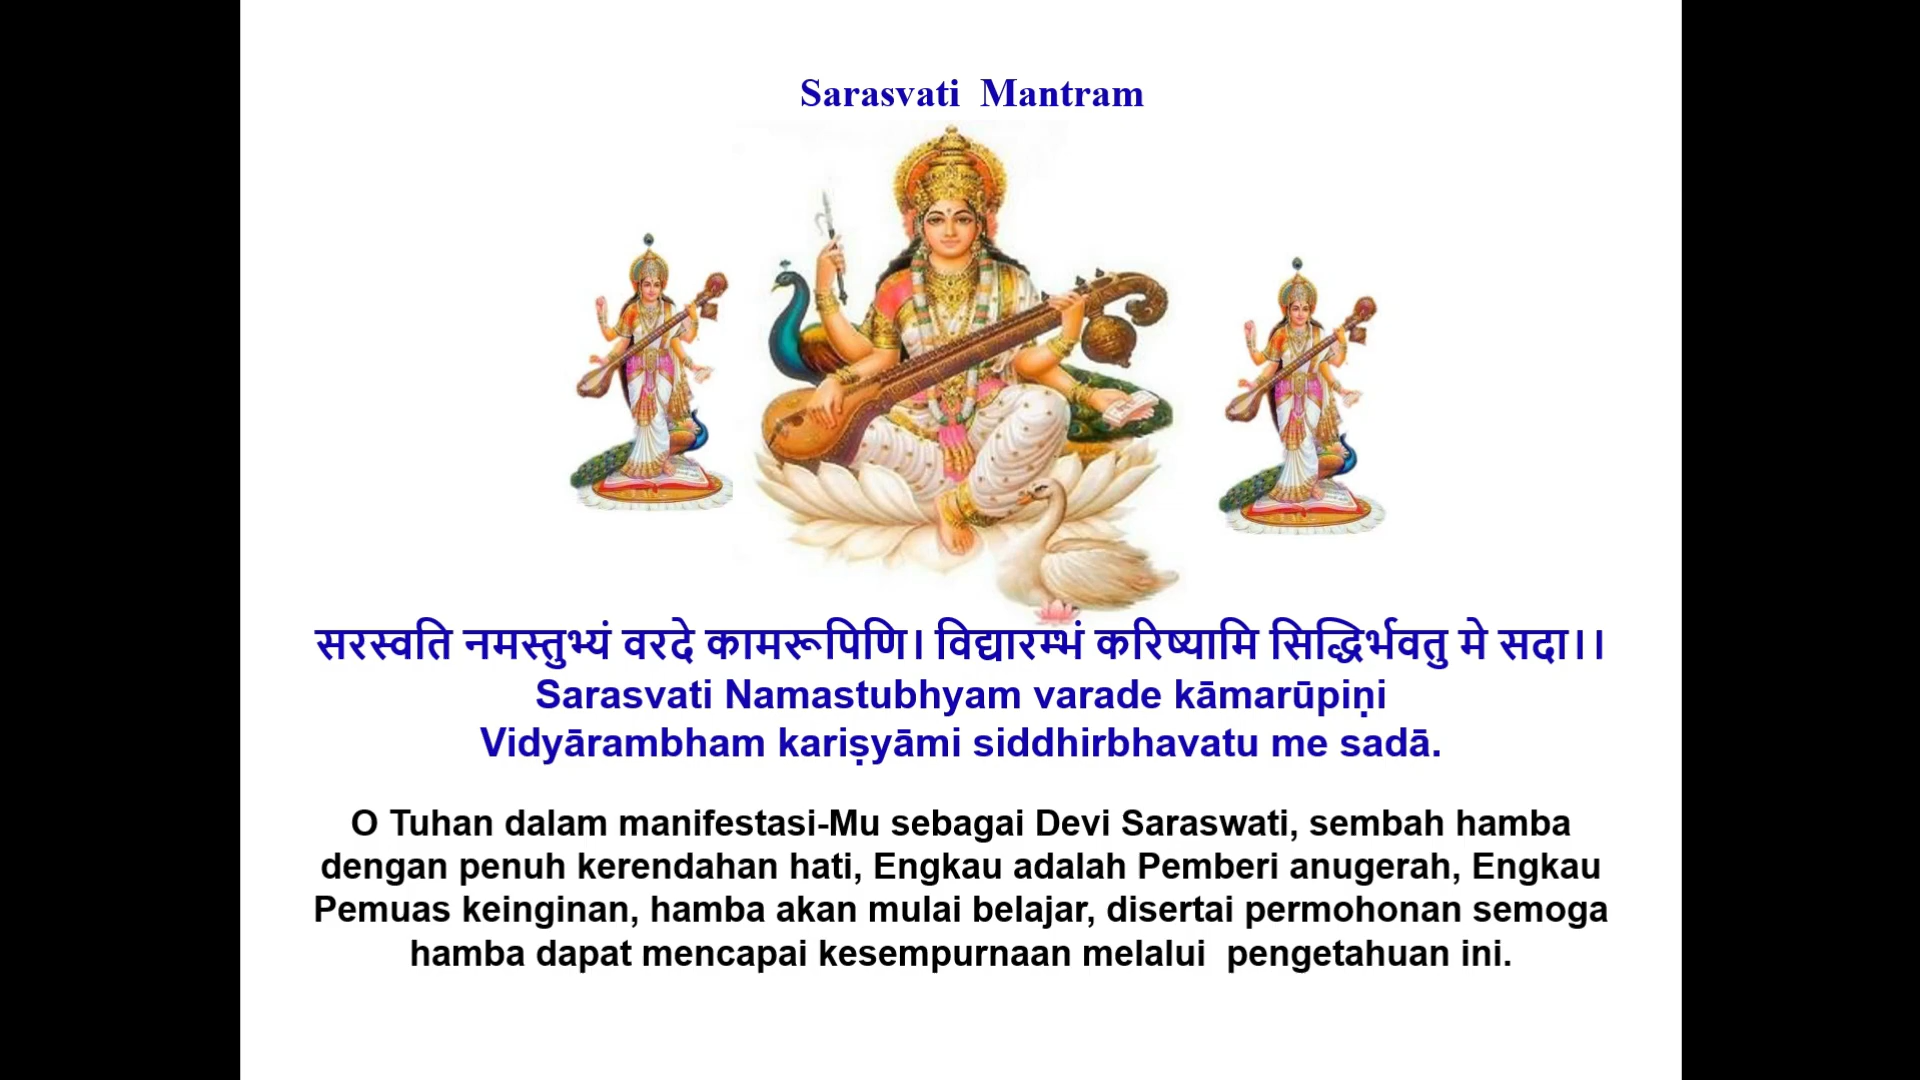 Sarasvati Mantram
सरस्वति नमस्तुभ्यं वरदे कामरूपिणि। विद्यारम्भं करिष्यामि सिद्धिर्भवतु मे सदा।।
Sarasvati Namastubhyam varade kāmarūpiṇi
Vidyārambham kariṣyāmi siddhirbhavatu me sadā.
O Tuhan dalam manifestasi-Mu sebagai Devi Saraswati, sembah hamba
dengan penuh kerendahan hati, Engkau adalah Pemberi anugerah, Engkau
Pemuas keinginan, hamba akan mulai belajar, disertai permohonan semoga
hamba dapat mencapai kesempurnaan melalui pengetahuan ini.